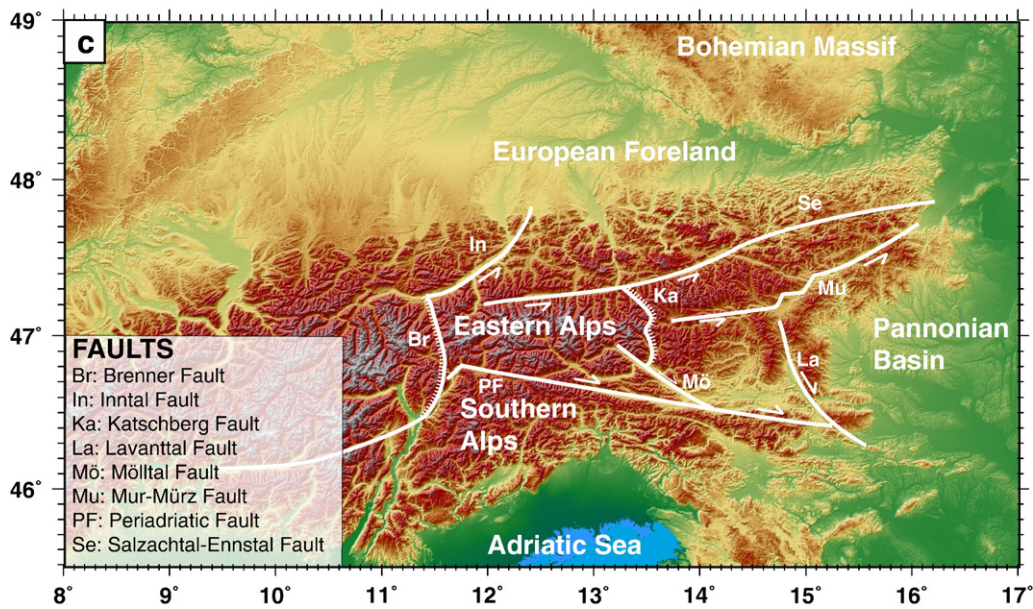 c
49°
48°
47°
46°
Bohemian Massif
European Foreland
Se
In
Ka
Mu
Eastern Alps
Br
Pannonian
Basin
La
PF
Mö
Southern
Alps
Adriatic Sea
FAULTS
Br: Brenner Fault
In: Inntal Fault
Ka: Katschberg Fault
La: Lavanttal Fault
Mö: Mölltal Fault
Mu: Mur-Mürz Fault
PF: Periadriatic Fault
Se: Salzachtal-Ennstal Fault
8° 9° 10° 11° 12° 13° 14° 15° 16° 17°